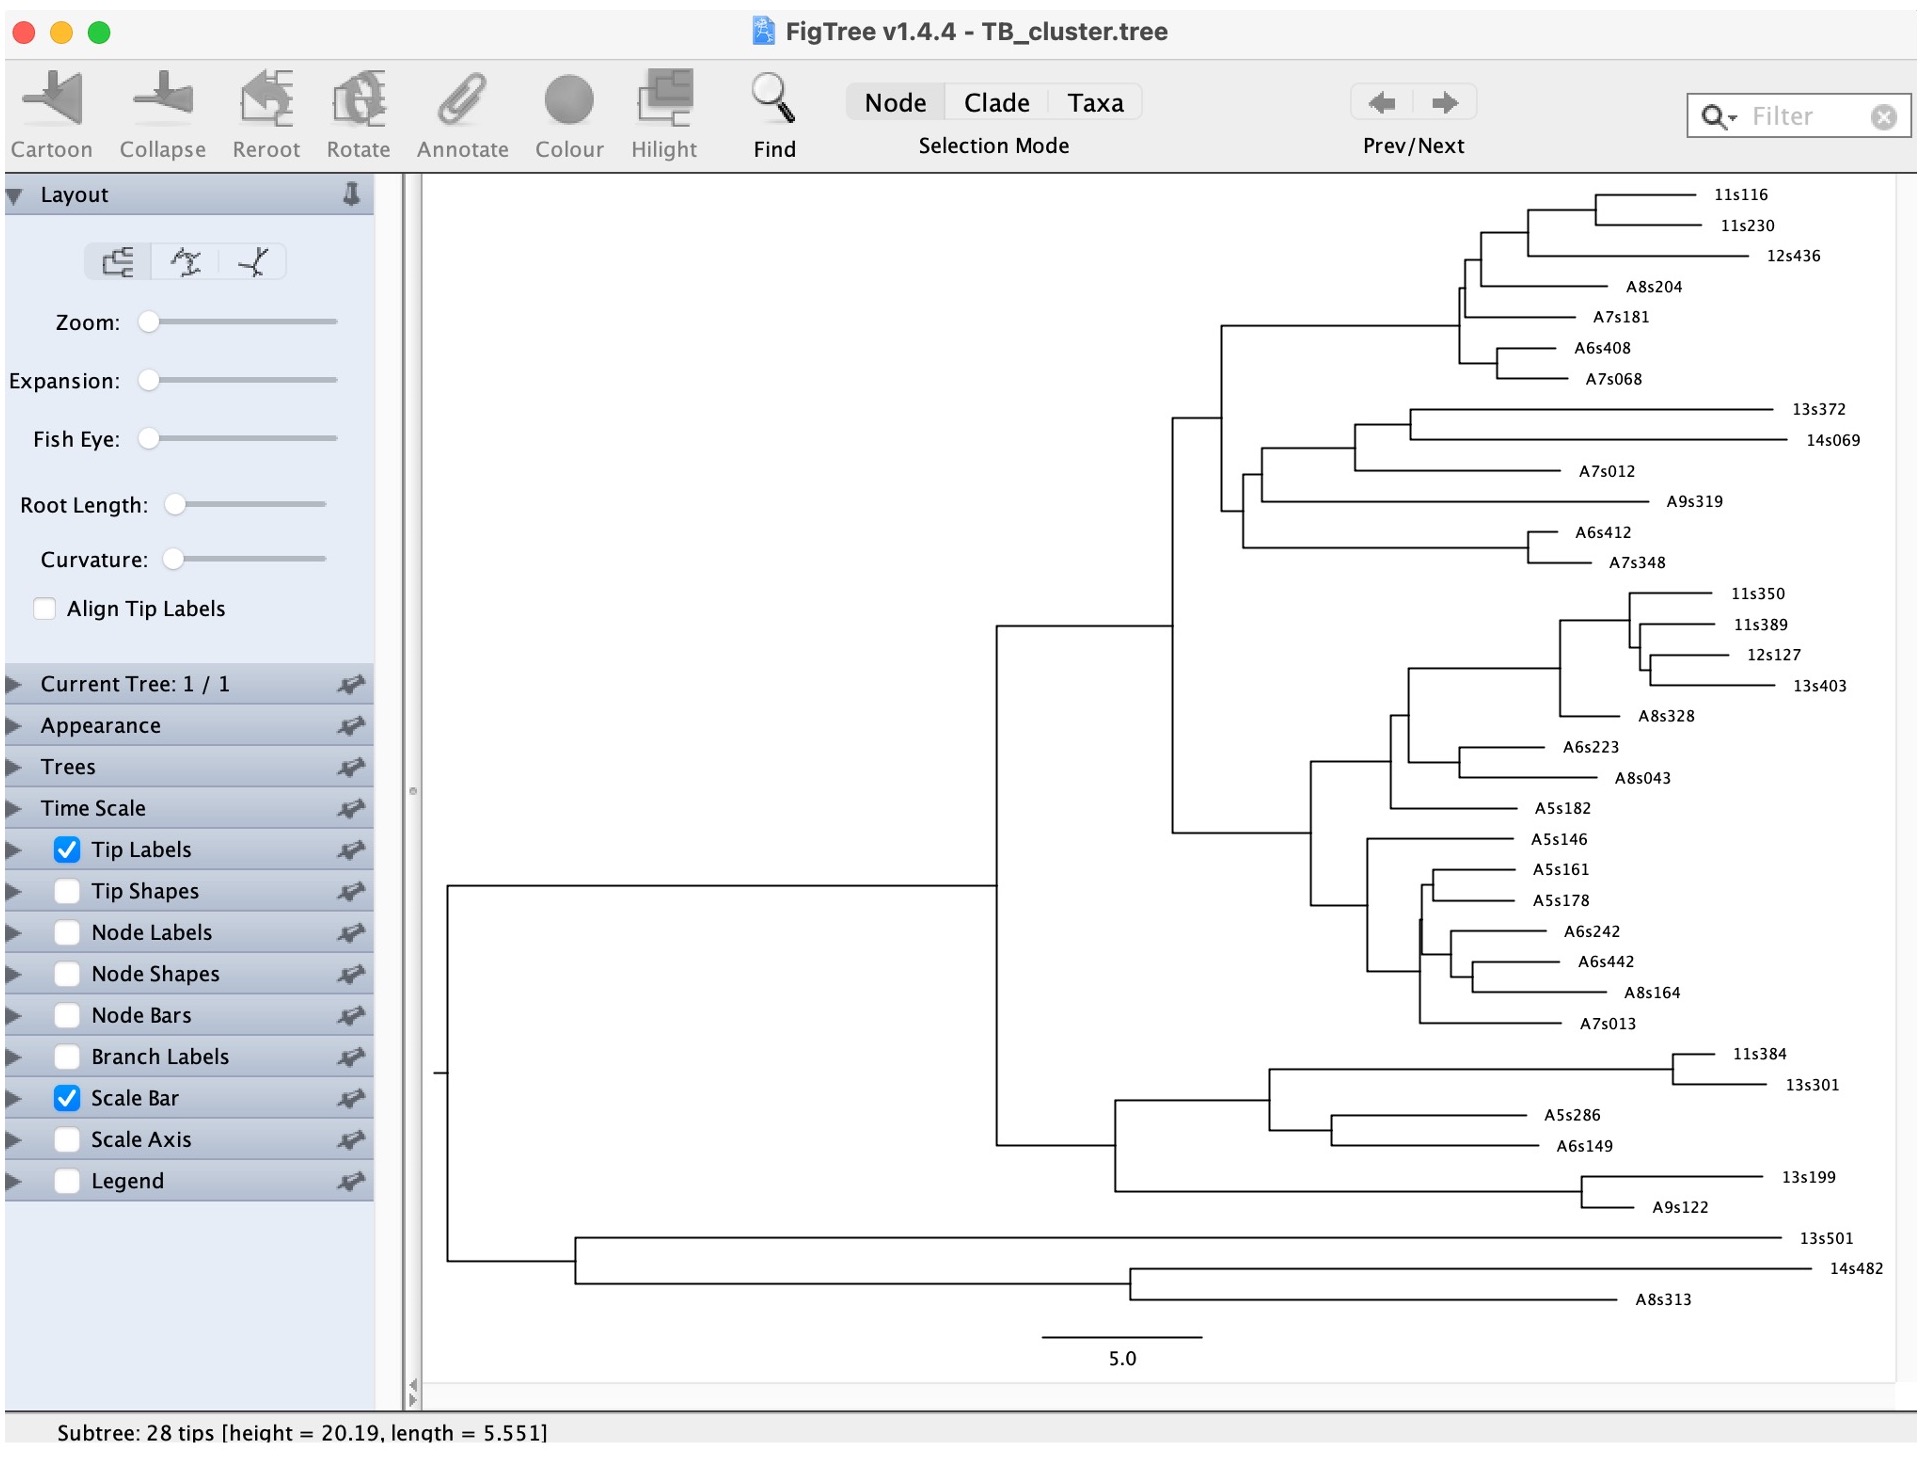 FigTree v1.4.4 - TB_cluster.tree
Cartoon Collapse Reroot Rotate Annotate Colour Hilight Find
Node Clade Taxa
Selection Mode
Prev/Next
Filter
Layout
Zoom:
Expansion:
Fish Eye:
Root Length:
Curvature:
Align Tip Labels
Current Tree: 1 / 1
Appearance
Trees
Time Scale
Tip Labels
Tip Shapes
Node Labels
Node Shapes
Node Bars
Branch Labels
Scale Bar
Scale Axis
Legend
11s116
11s230
12s436
A8s204
A7s181
A6s408
A7s068
13s372
14s069
A7s012
A9s319
A6s412
A7s348
11s350
11s389
12s127
13s403
A8s328
A6s223
A8s043
A5s182
A5s146
A5s161
A5s178
A6s242
A6s442
A8s164
A7s013
11s384
13s301
A5s286
A6s149
13s199
A9s122
13s501
14s482
A8s313
5.0
Subtree: 28 tips [height = 20.19, length = 5.551]